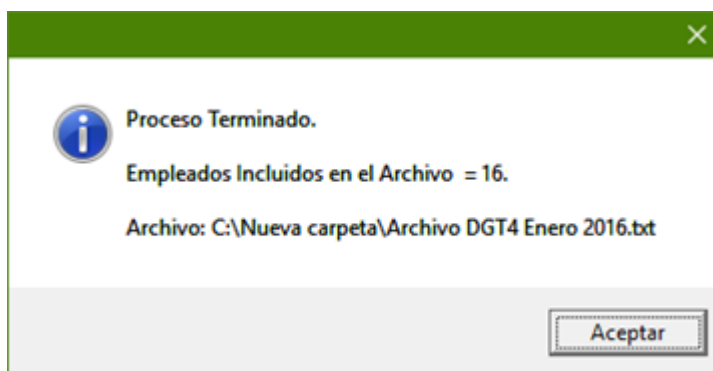 Proceso Terminado.
Empleados Incluidos en el Archivo  = 16.
Archivo: C:\Nueva carpeta\Archivo DGT4 Enero 2016.txt
Aceptar